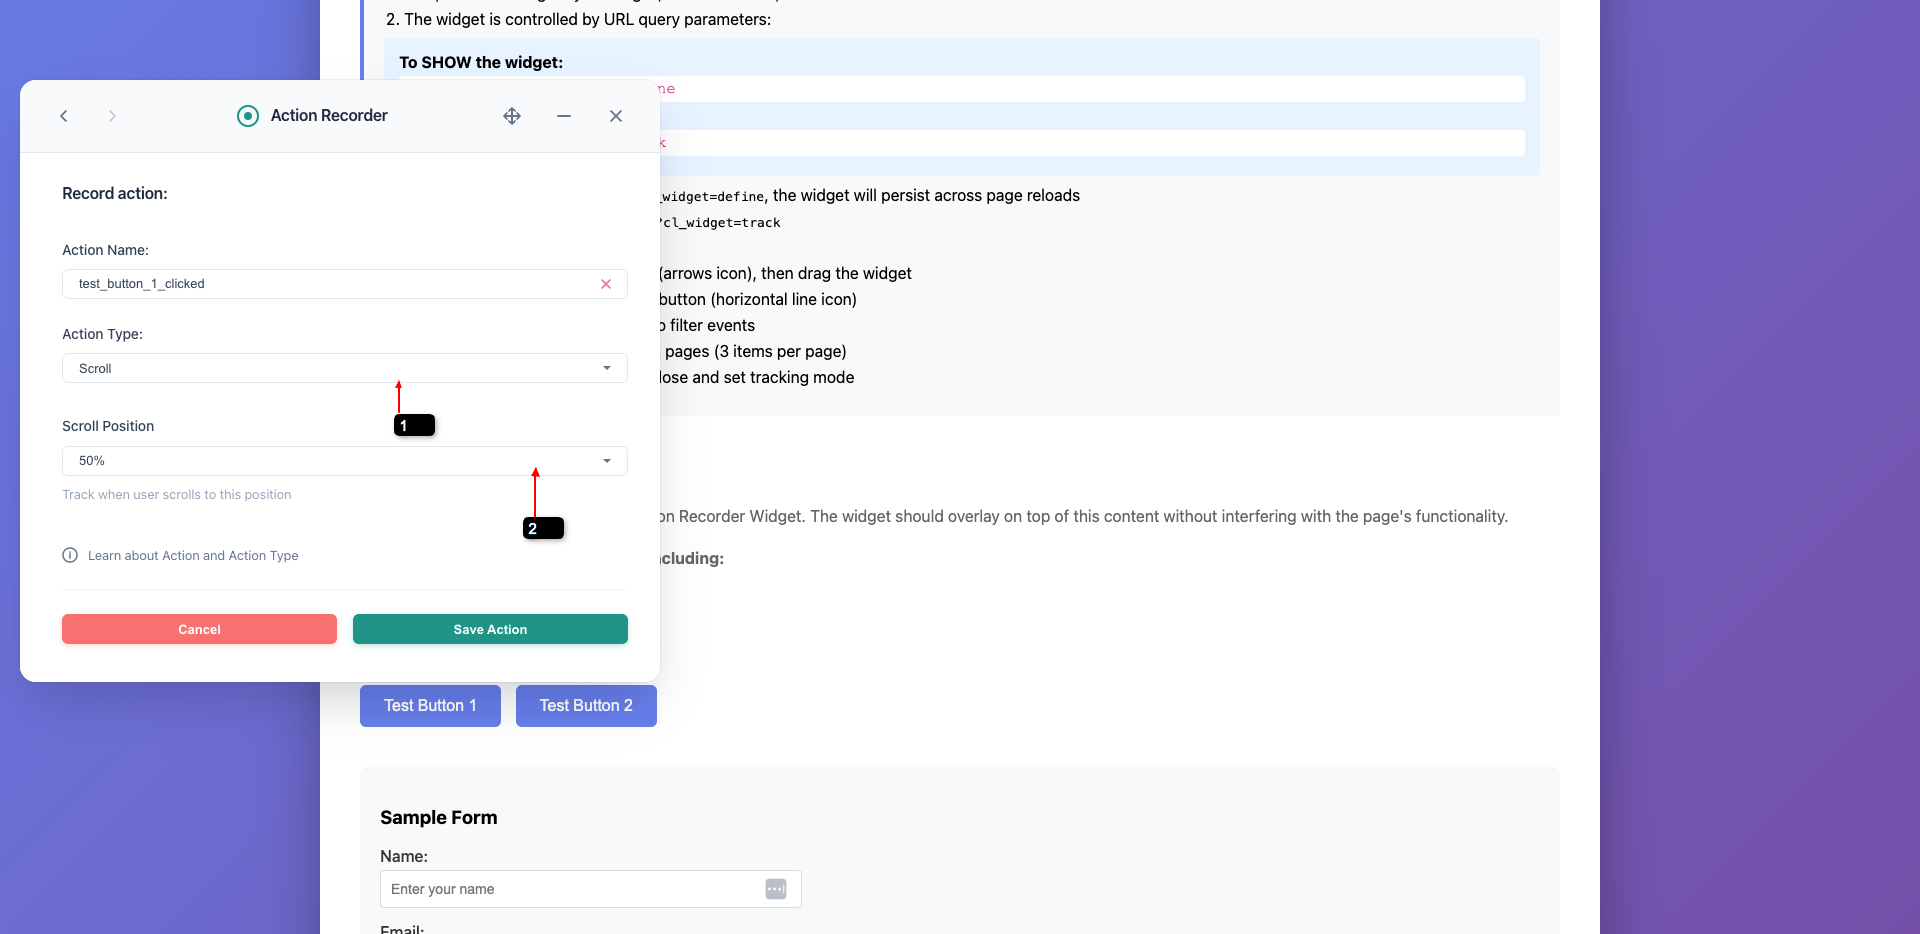 2. The widget is controlled by URL query parameters:
To SHOW the widget:
ne
k
Action Recorder
Record action:
_widget=define, the widget will persist across page reloads
?cl_widget=track
Action Name:
test_button_1_clicked
(arrows icon), then drag the widget
button (horizontal line icon)
o filter events
pages (3 items per page)
lose and set tracking mode
Action Type:
Scroll
1
Scroll Position
50%
Track when user scrolls to this position
2
on Recorder Widget. The widget should overlay on top of this content without interfering with the page's functionality.
cluding:
Learn about Action and Action Type
Cancel
Save Action
Test Button 1
Test Button 2
Sample Form
Name:
Enter your name
Email: